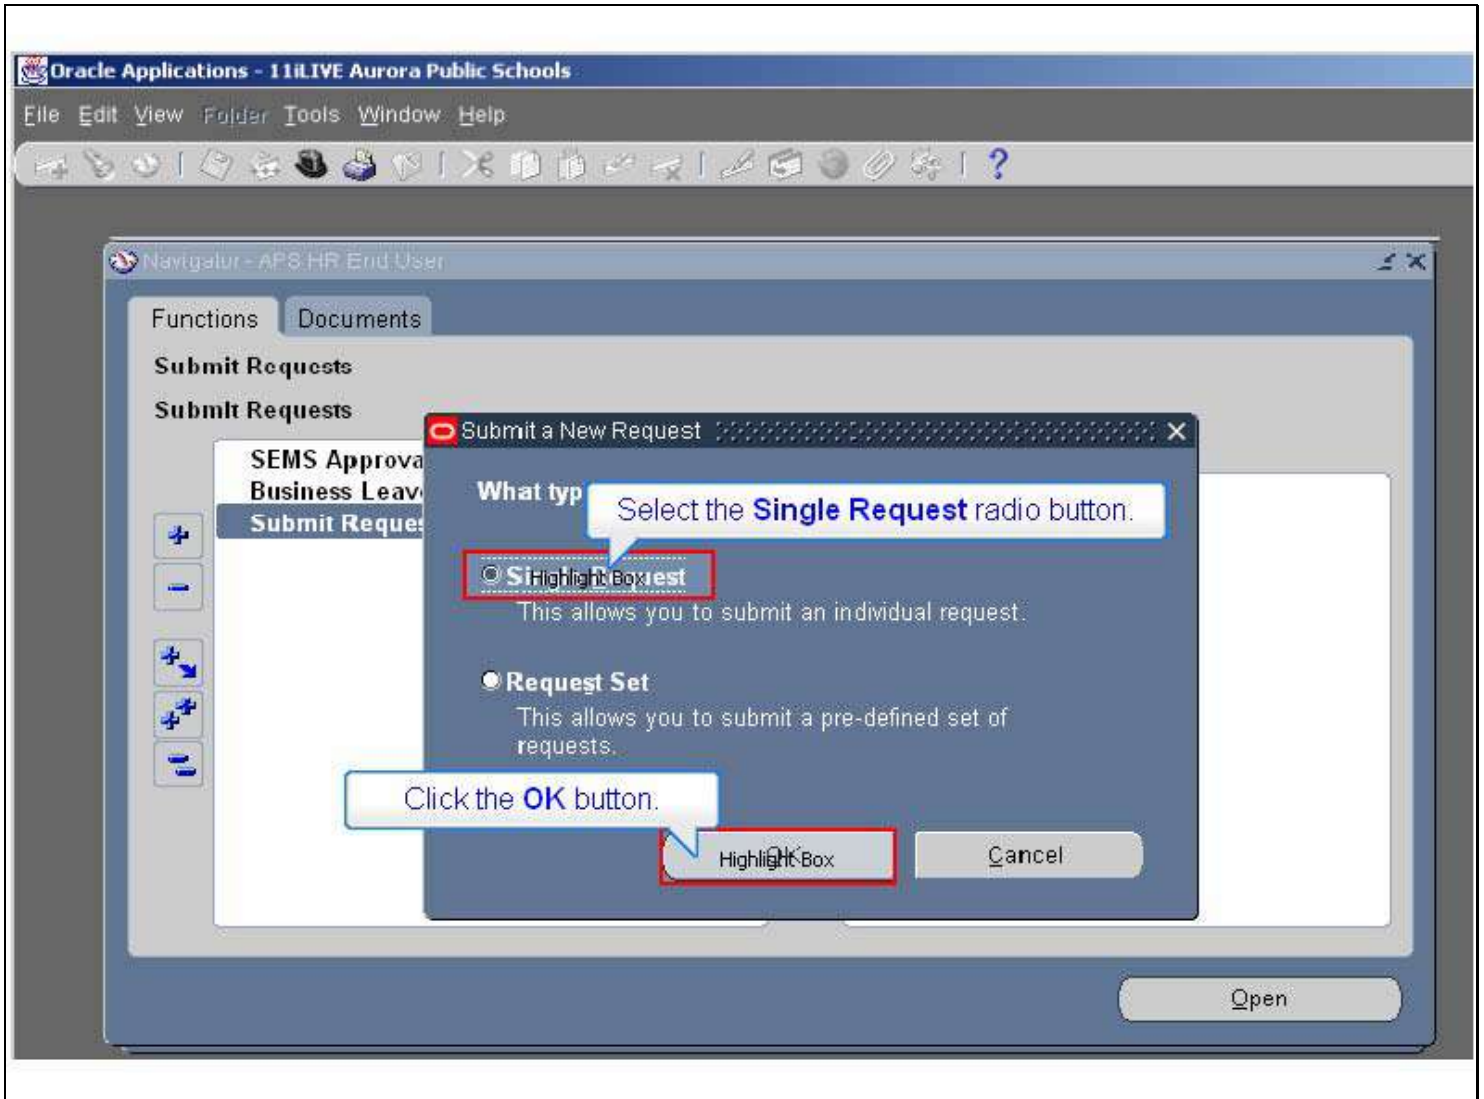 Oracle Applications - 11iLIVE Aurora Public Schools
File Edit View Folder Tools Window Help
Navigator - APS HR End User
Functions Documents
Submit Requests
Submit Requests
Submit a New Request
SEMS Approva
Business Leav
Submit Reques
What typ
Select the Single Request radio button.
Highlight Box
This allows you to submit an individual request.
Request Set
This allows you to submit a pre-defined set of
requests.
Click the OK button.
Highlight Box
Cancel
Open